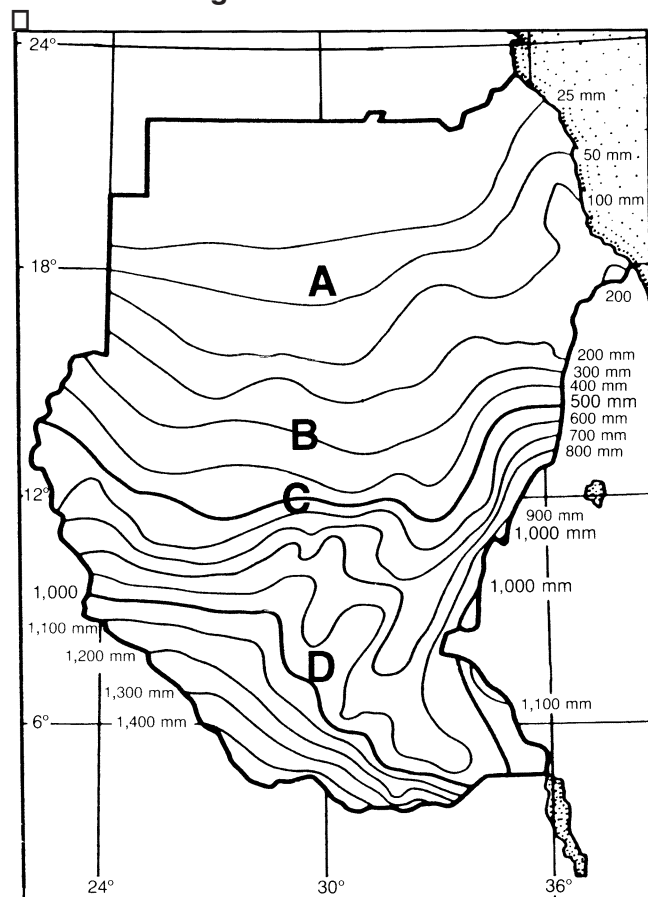 24°
25 mm
50 mm
100 mm
18°
A
200
200 mm
300 mm
400 mm
500 mm
B
600 mm
700 mm
800 mm
12°
C
900 mm
1,000 mm
1,000
1,000 mm
1,100 mm
1,200 mm
D
1,300 mm
1,100 mm
6°
1,400 mm
24°
30°
36°